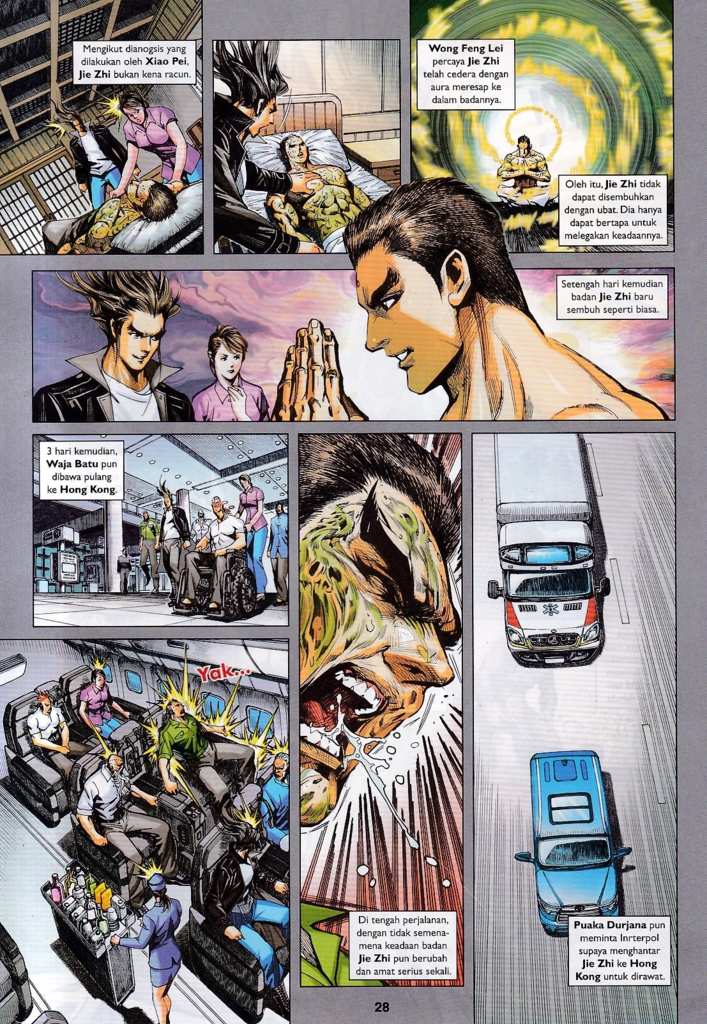 Mengikut dianogsis yang
dilakukan oleh Xiao Pei,
Jie Zhi bukan kena racun.
Wong Feng Lei
percaya Jie Zhi
telah cedera dengan
aura meresap ke
dalam badannya.
Oleh itu, Jie Zhi tidak
dapat disembuhkan
dengan ubat. Dia hanya
dapat bertapa untuk
melegakan keadaannya.
Setengah hari kemudian
badan Jie Zhi baru
sembuh seperti biasa.
3 hari kemudian,
Waja Batu pun
dibawa pulang
ke Hong Kong.
Yak...
Di tengah perjalanan,
dengan tidak semena-
mena keadaan badan
Jie Zhi pun berubah
dan amat serius sekali.
Puaka Durjana pun
meminta Inrterpol
supaya menghantar
Jie Zhi ke Hong
Kong untuk dirawat.
28